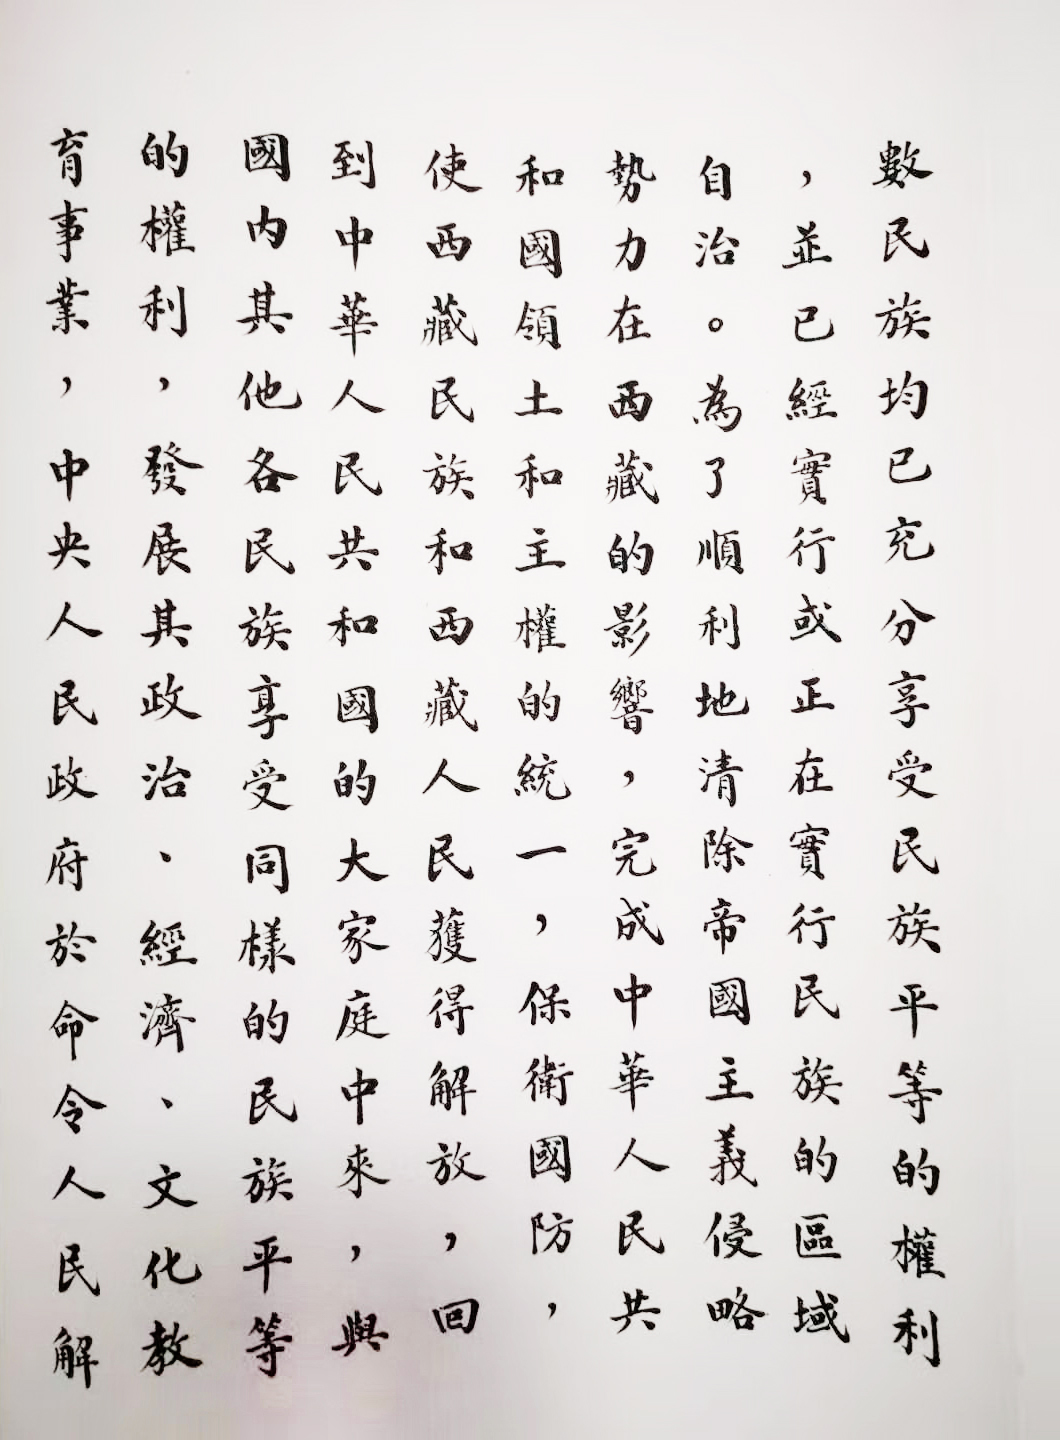 數民族均已充分享受民族平等的權利
，並已經實行或正在實行民族的區域
自治。為了順利地清除帝國主義侵略
勢力在西藏的影響，完成中華人民共
和國領土和主權的統一，保衛國防，
使西藏民族和西藏人民獲得解放，回
到中華人民共和國的大家庭中來，與
國內其他各民族享受同樣的民族平等
的權利，發展其政治、經濟、文化教
育事業，中央人民政府於命令人民解